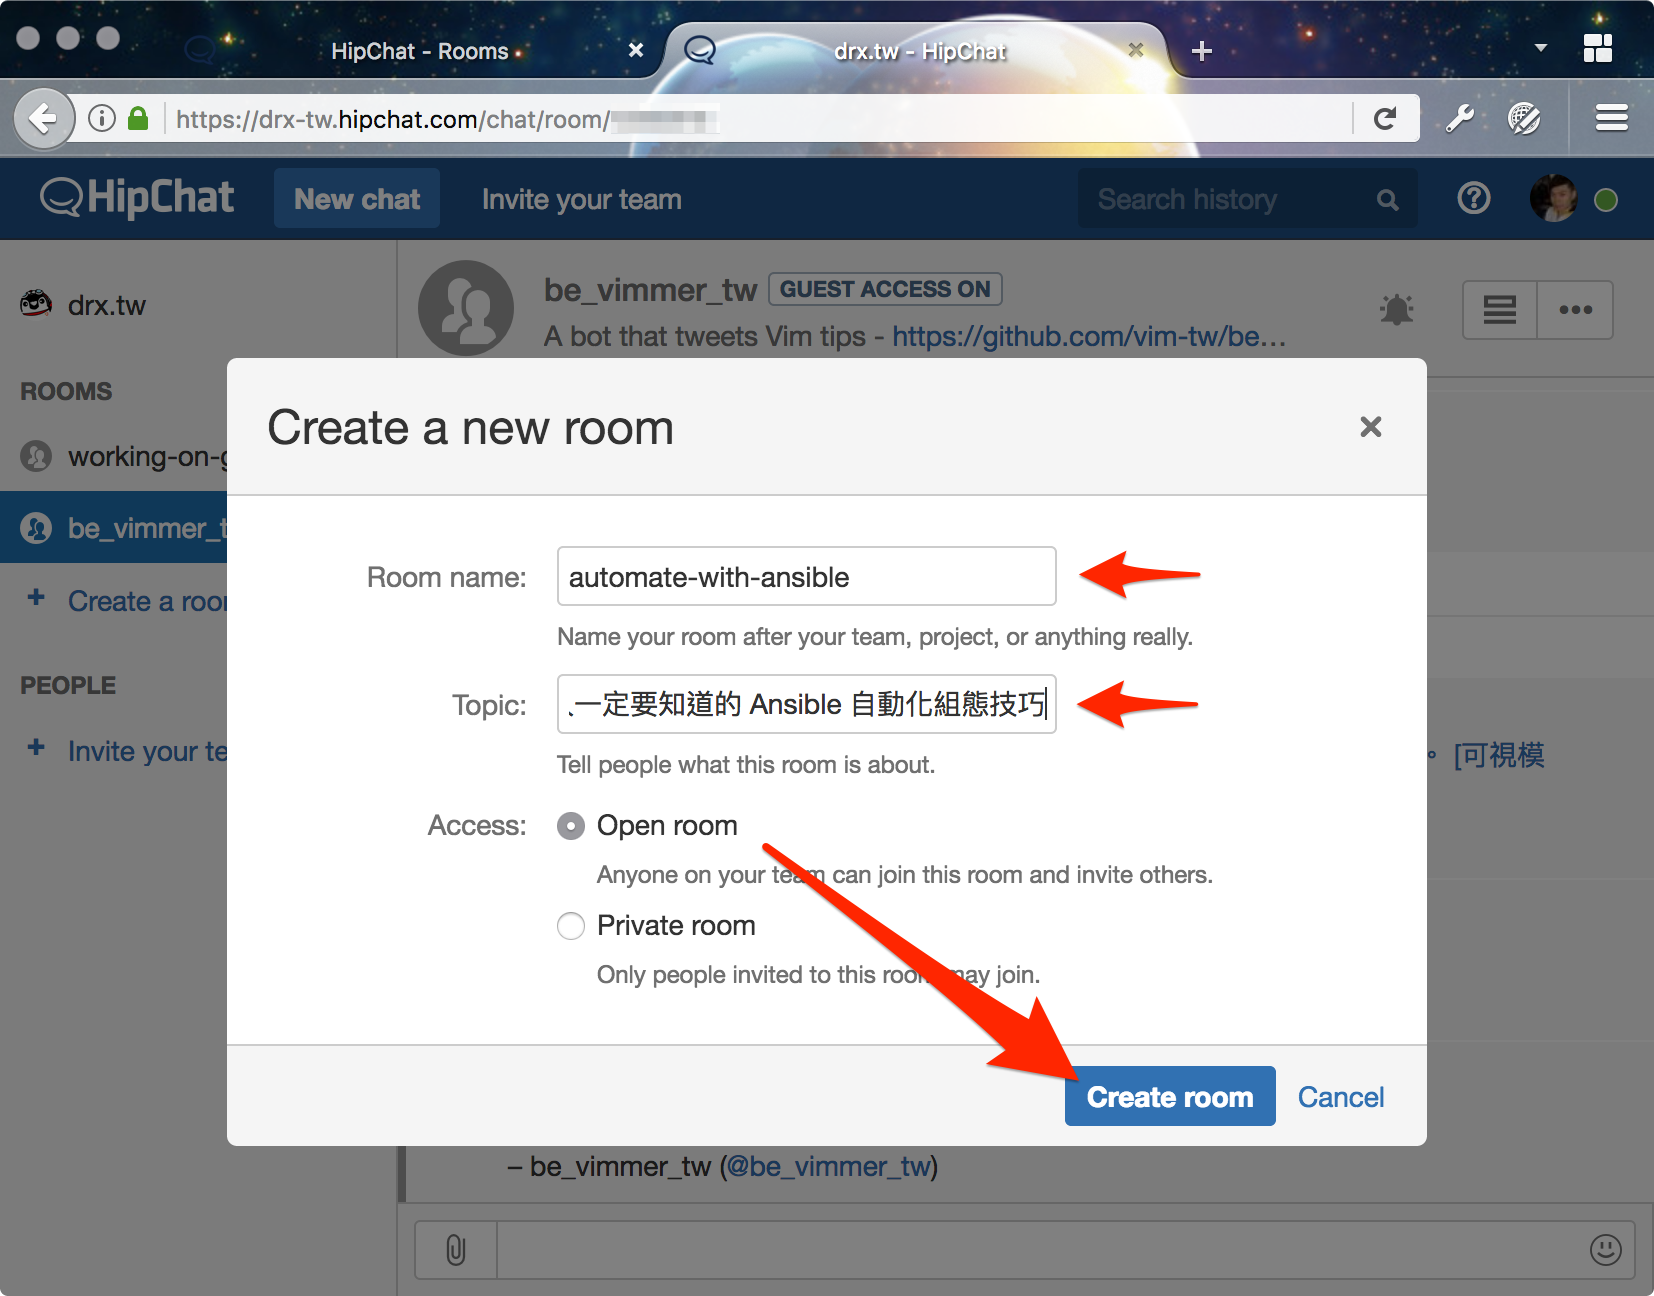 HipChat - Rooms
drx.tw - HipChat
https://drx-tw.hipchat.com/chat/room/
HipChat
New chat
Invite your team
Search history
drx.tw
be_vimmer_tw
GUEST ACCESS ON
A bot that tweets Vim tips - https://github.com/vim-tw/be…
ROOMS
working-on-g
be_vimmer_t
Create a roo
PEOPLE
Invite your te
Create a new room
Room name:
automate-with-ansible
Name your room after your team, project, or anything really.
Topic:
一定要知道的 Ansible 自動化組態技巧
Tell people what this room is about.
Access:
Open room
Anyone on your team can join this room and invite others.
Private room
Only people invited to this room may join.
Create room
Cancel
。 [可視模
– be_vimmer_tw (@be_vimmer_tw)